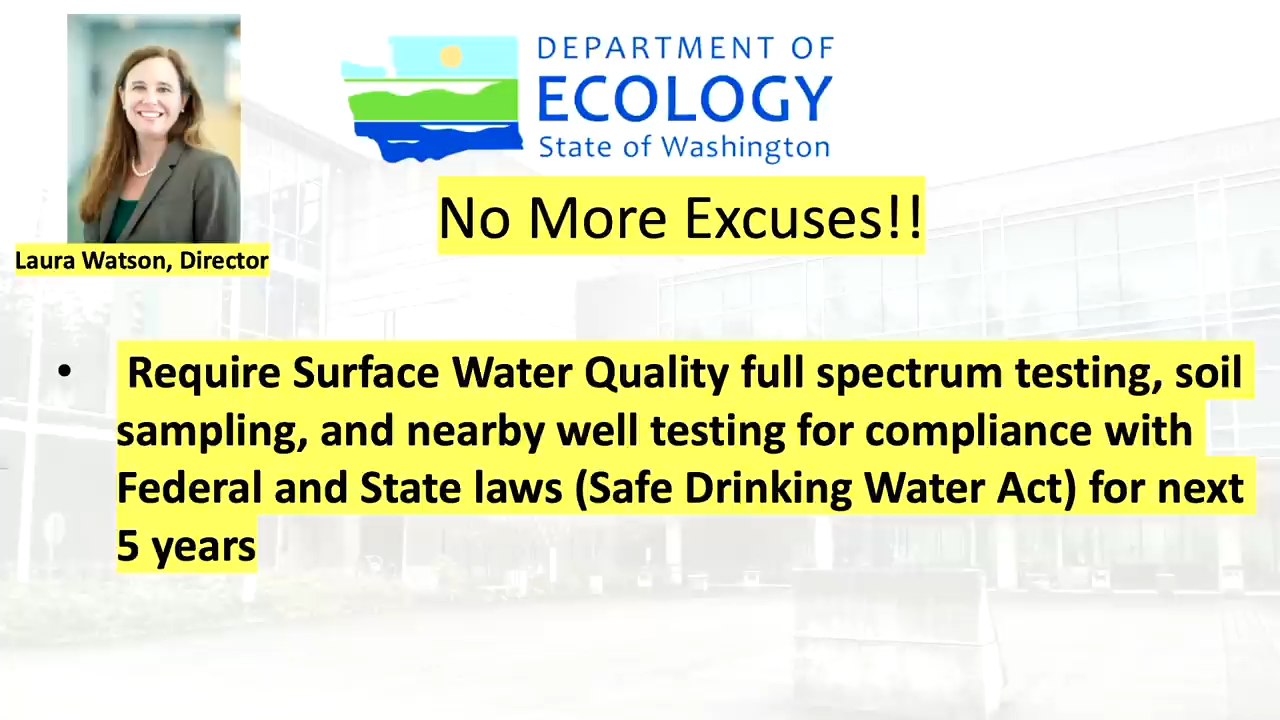 DEPARTMENT OF
ECOLOGY
State of Washington
No More Excuses!!
Laura Watson, Director
• Require Surface Water Quality full spectrum testing, soil
sampling, and nearby well testing for compliance with
Federal and State laws (Safe Drinking Water Act) for next
5 years